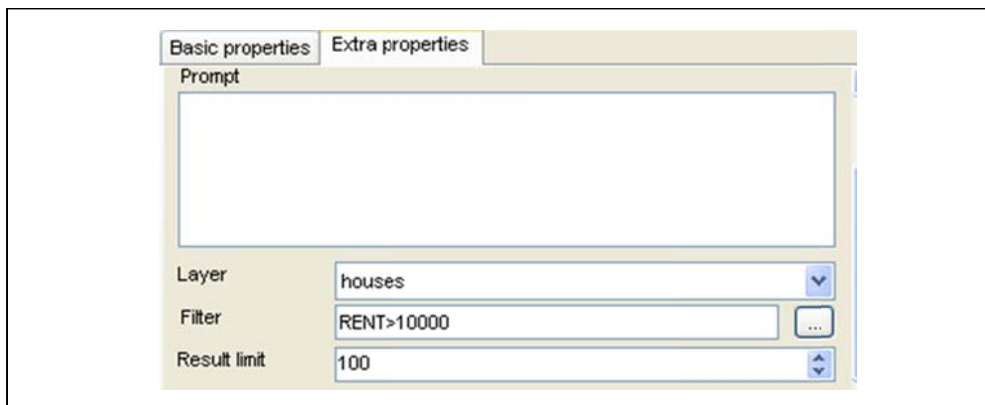 Basic properties Extra properties
Prompt
Layer houses
Filter RENT>10000 ...
Result limit 100